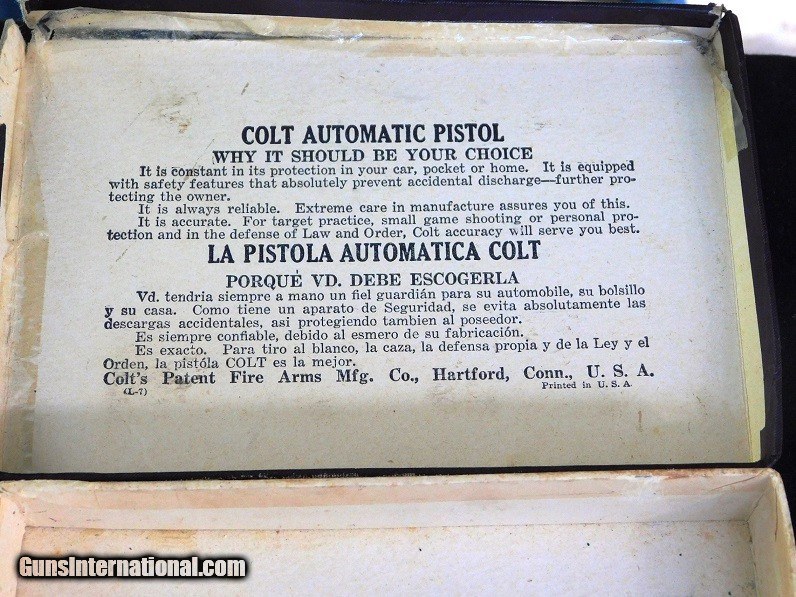 COLT AUTOMATIC PISTOL
WHY IT SHOULD BE YOUR CHOICE
It is constant in its protection in your car, pocket or home. It is equipped
with safety features that absolutely prevent accidental discharge—further pro-
tecting the owner.
It is always reliable. Extreme care in manufacture assures you of this.
It is accurate. For target practice, small game shooting or personal pro-
tection and in the defense of Law and Order, Colt accuracy will serve you best.
LA PISTOLA AUTOMATICA COLT
PORQUÉ VD. DEBE ESCOGERLA
Vd. tendria siempre a mano un fiel guardián para su automobile, su bolsillo
y su casa. Como tiene un aparato de Seguridad, se evita absolutamente las
descargas accidentales, asi protegiendo tambien al poseedor.
Es siempre confiable, debido al esmero de su fabricación.
Es exacto. Para tiro al blanco, la caza, la defensa propia y de la Ley y el
Orden, la pistóla COLT es la mejor.
Colt's Patent Fire Arms Mfg. Co., Hartford, Conn., U. S. A.
(L-7) Printed in U. S. A.
GunsInternational.com